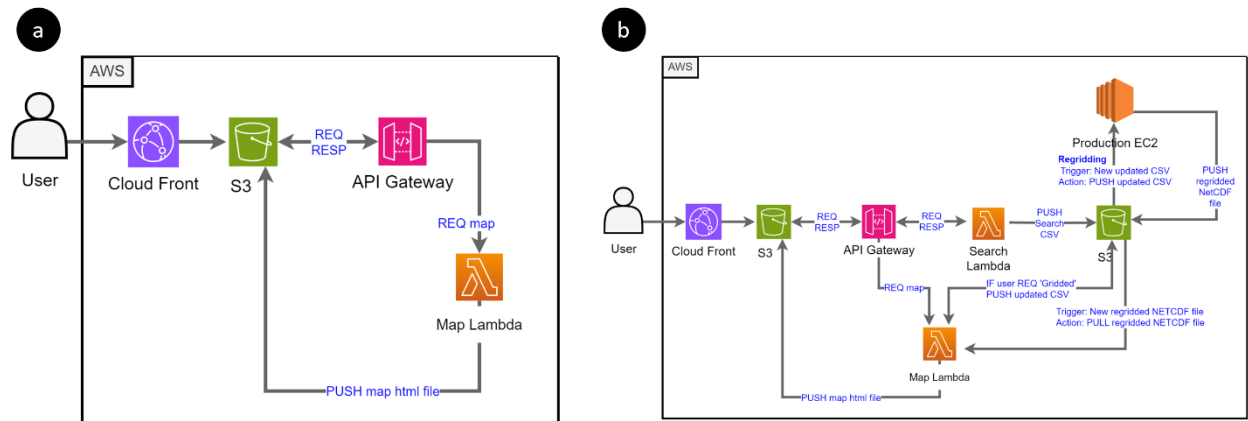 a
AWS
User
Cloud Front
S3
REQ
RESP
API Gateway
REQ map
Map Lambda
PUSH map html file
b
AWS
Production EC2
Regridding
Trigger: New updated CSV
Action: PUSH updated CSV
PUSH
regridded
NetCDF
file
User
Cloud Front
S3
REQ
RESP
API Gateway
REQ
RESP
Search
Lambda
PUSH
Search
CSV
S3
REQ map
IF user REQ 'Gridded'
PUSH updated CSV
Trigger: New regridded NETCDF file
Action: PULL regridded NETCDF file
Map Lambda
PUSH map html file